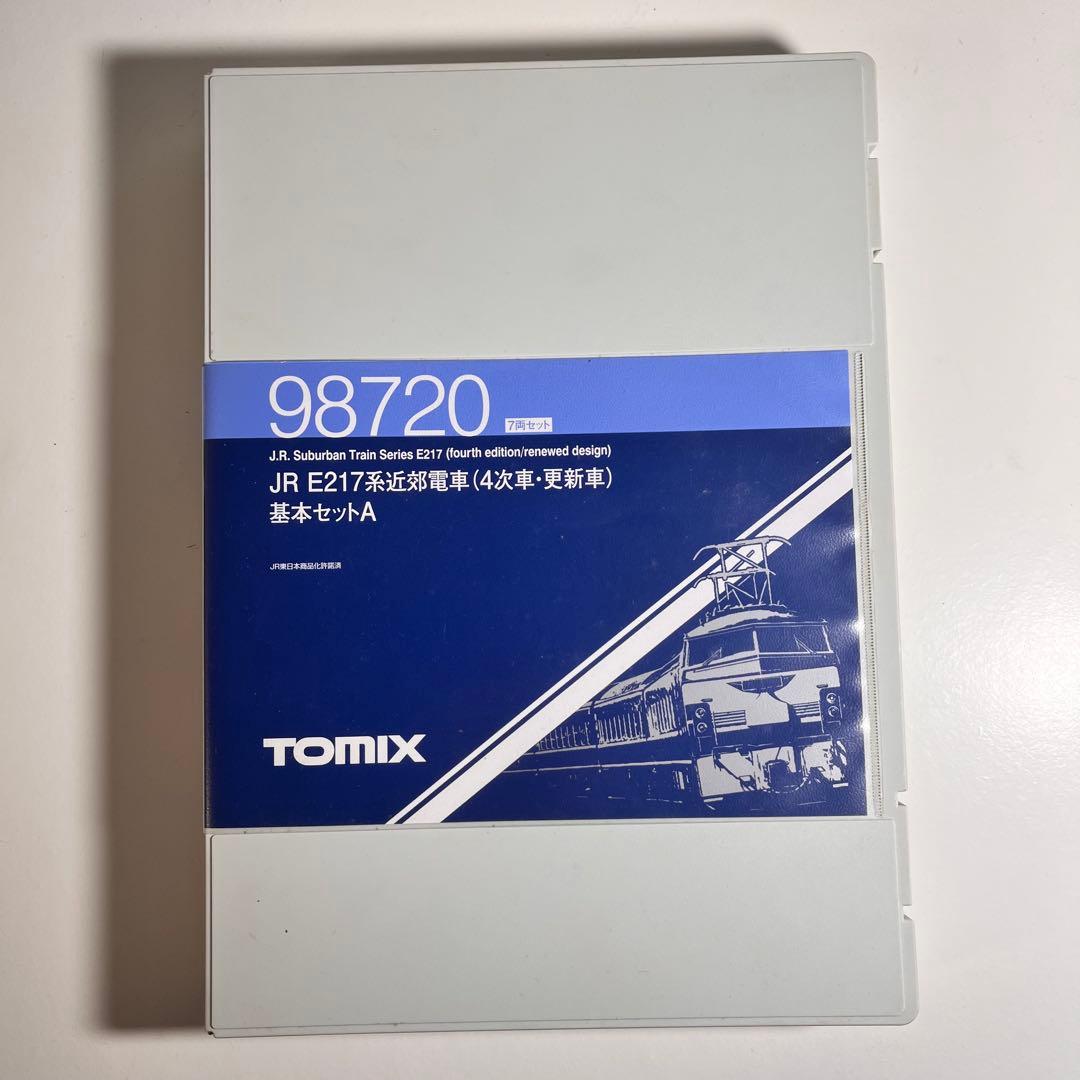 98720
7両セット
J.R. Suburban Train Series E217 (fourth edition/renewed design)
JR E217系近郊電車(4次車・更新車)
基本セットA
JR東日本商品化許諾済
TOMIX